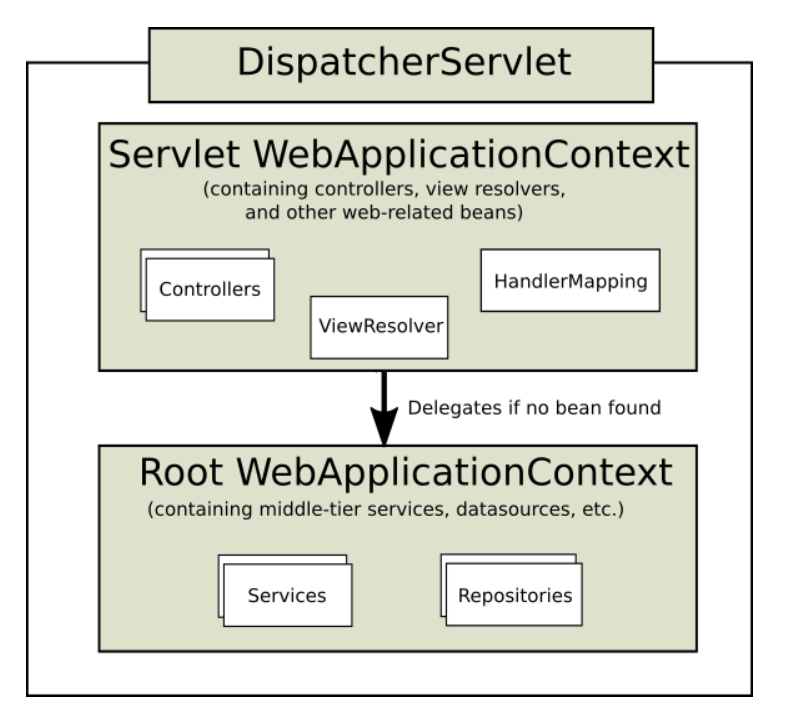 DispatcherServlet
Servlet WebApplicationContext
(containing controllers, view resolvers,
and other web-related beans)
Controllers
HandlerMapping
ViewResolver
Delegates if no bean found
Root WebApplicationContext
(containing middle-tier services, datasources, etc.)
Services
Repositories